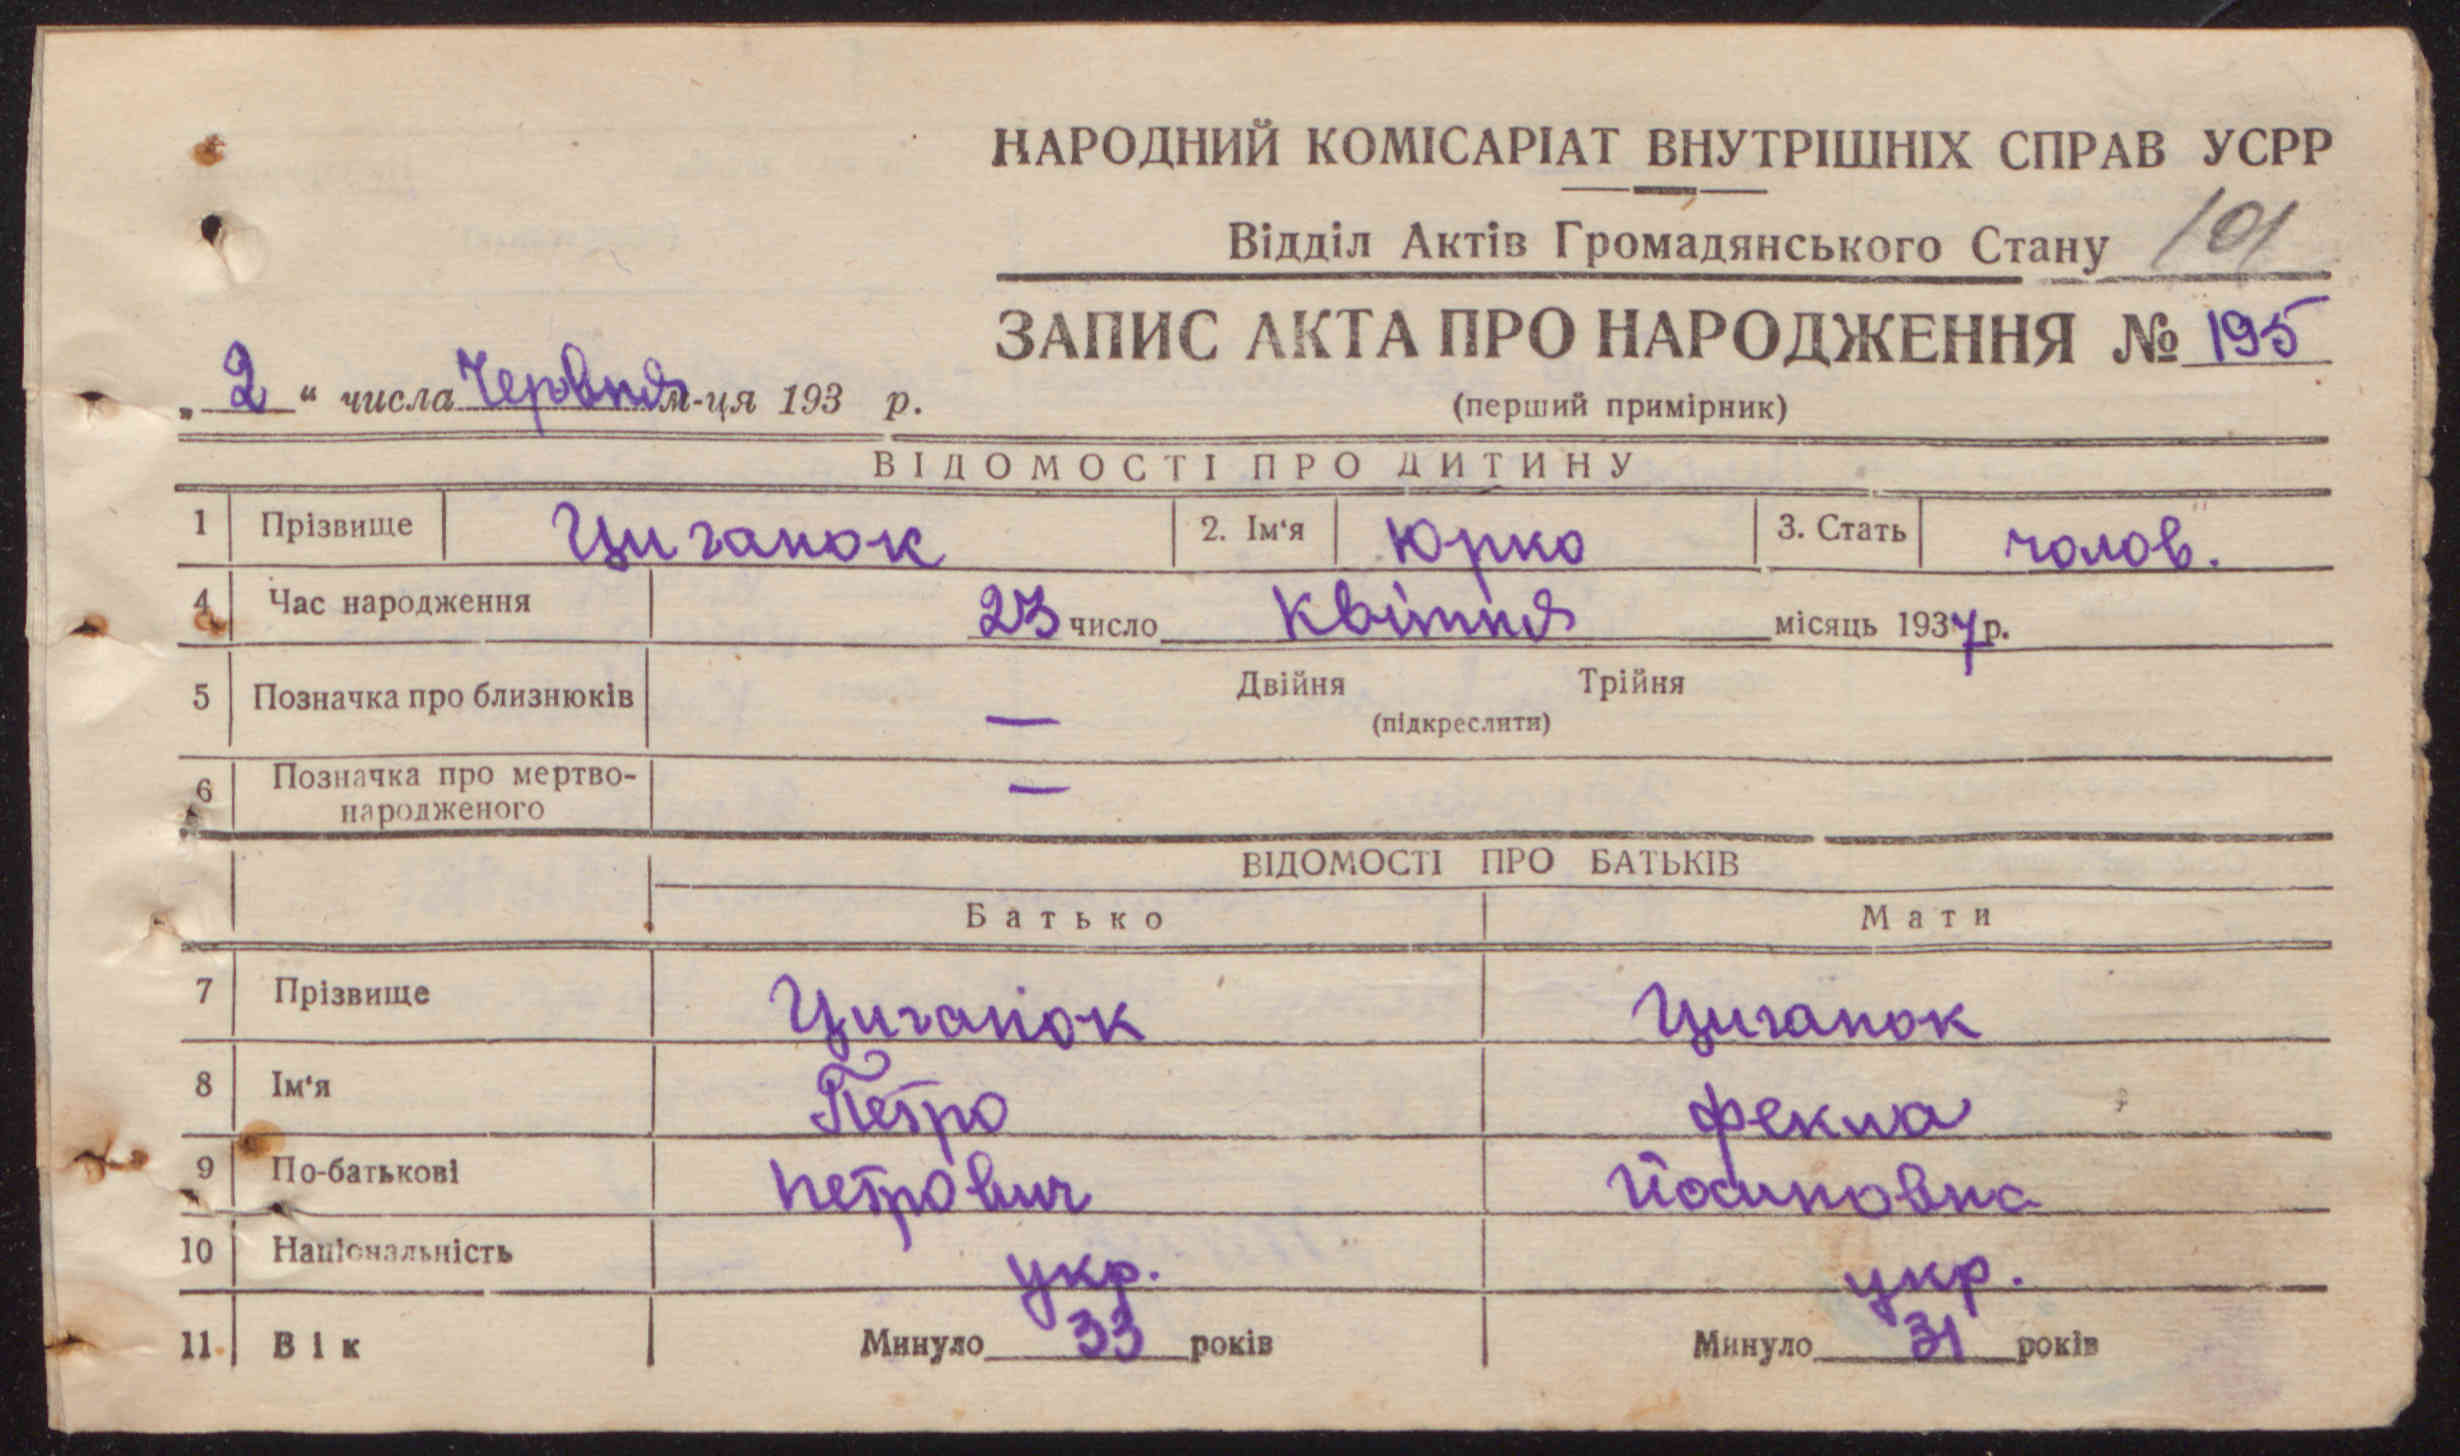 НАРОДНИЙ КОМІСАРІАТ ВНУТРІШНІХ СПРАВ УСРР
Відділ Актів Громадянського Стану 101
ЗАПИС АКТА ПРО НАРОДЖЕННЯ № 195
„2“ числа Червня м-ця 193 р.
(перший примірник)
ВІДОМОСТІ ПРО ДИТИНУ
1 Прізвище Циганок 2. Ім‘я Юрко 3. Стать чолов.
4 Час народження 23 число Квітня місяць 1937 р.
5 Позначка про близнюків — Двійня Трійня
(підкреслити)
6 Позначка про мертво-
народженого —
ВІДОМОСТІ ПРО БАТЬКІВ
Батько Мати
7 Прізвище Циганок Циганок
8 Ім‘я Петро Фекла
9 По-батькові Петрович Йосиповна
10 Національність укр. укр.
11. Вік Минуло 33 років Минуло 31 років